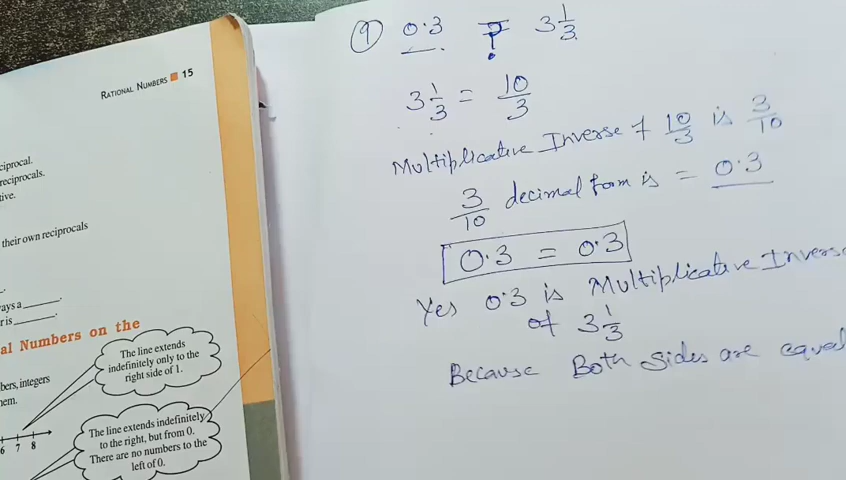 RATIONAL NUMBERS 15
ciprocal.
reciprocals.
tive.
their own reciprocals
ays a ______.
r is ______.
al Numbers on the
bers, integers
hem.
The line extends
indefinitely only to the
right side of 1.
6 7 8
The line extends indefinitely
to the right, but from 0.
There are no numbers to the
left of 0.
9 0.3 ? 3 1/3
3 1/3 = 10/3
Multiplicative Inverse of 10/3 is 3/10
3/10 decimal form is = 0.3
0.3 = 0.3
Yes 0.3 is Multiplicative Inverse
of 3 1/3
Because Both sides are equal